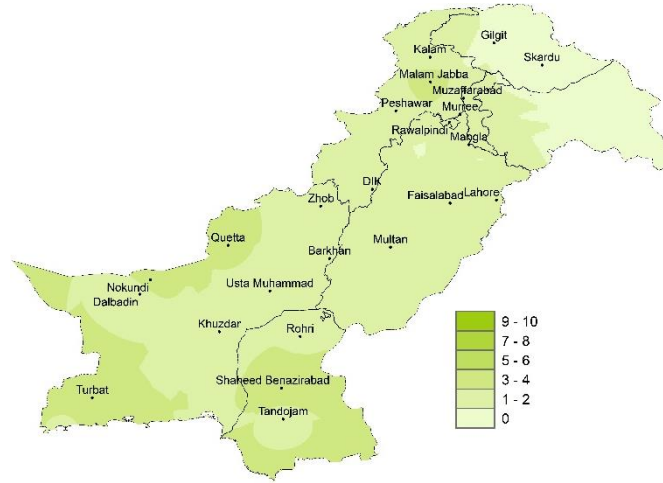 Gilgit
Kalam
Skardu
Malam Jabba
Muzaffarabad
Peshawar
Murree
Rawalpindi
Mangla
DIK
Zhob
Faisalabad
Lahore
Quetta
Multan
Barkhan
Nokundi
Usta Muhammad
Dalbadin
Khuzdar
Rohri
Turbat
Shaheed Benazirabad
Tandojam
9 - 10
7 - 8
5 - 6
3 - 4
1 - 2
0